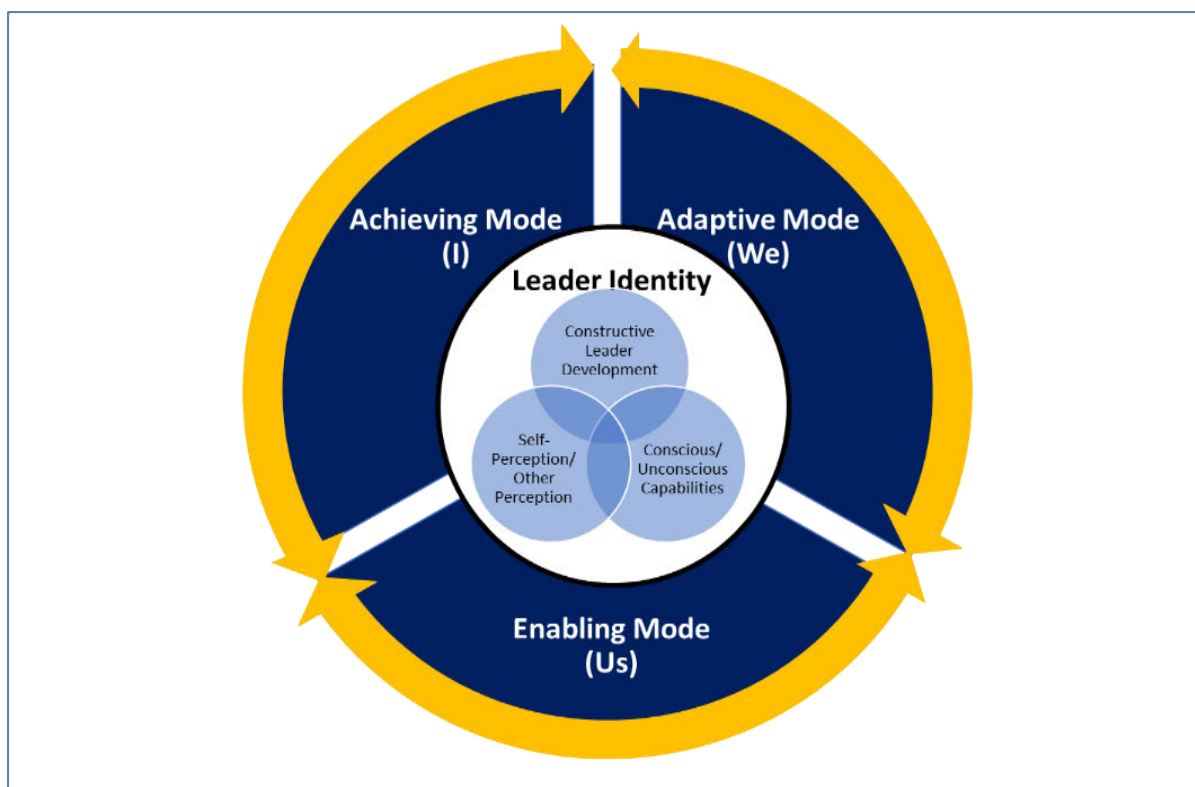 Achieving Mode
(I)
Adaptive Mode
(We)
Leader Identity
Constructive
Leader
Development
Self-
Perception/
Other
Perception
Conscious/
Unconscious
Capabilities
Enabling Mode
(Us)